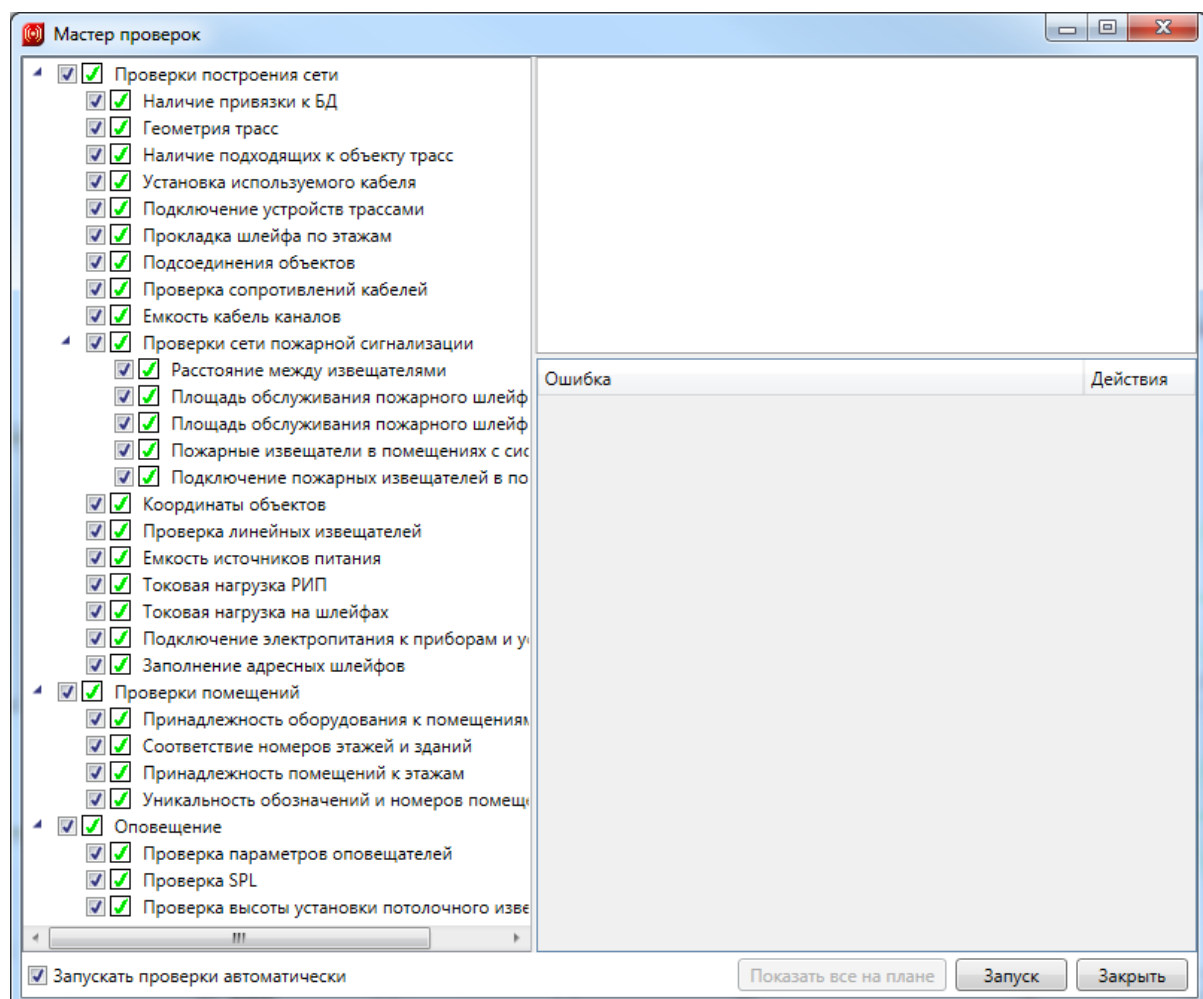 Мастер проверок
Проверки построения сети
Наличие привязки к БД
Геометрия трасс
Наличие подходящих к объекту трасс
Установка используемого кабеля
Подключение устройств трассами
Прокладка шлейфа по этажам
Подсоединения объектов
Проверка сопротивлений кабелей
Емкость кабель каналов
Проверки сети пожарной сигнализации
Расстояние между извещателями
Площадь обслуживания пожарного шлейф
Площадь обслуживания пожарного шлейф
Пожарные извещатели в помещениях с сис
Подключение пожарных извещателей в по
Координаты объектов
Проверка линейных извещателей
Емкость источников питания
Токовая нагрузка РИП
Токовая нагрузка на шлейфах
Подключение электропитания к приборам и у
Заполнение адресных шлейфов
Проверки помещений
Принадлежность оборудования к помещениям
Соответствие номеров этажей и зданий
Принадлежность помещений к этажам
Уникальность обозначений и номеров помеще
Оповещение
Проверка параметров оповещателей
Проверка SPL
Проверка высоты установки потолочного изве
Ошибка Действия
Запускать проверки автоматически
Показать все на плане Запуск Закрыть